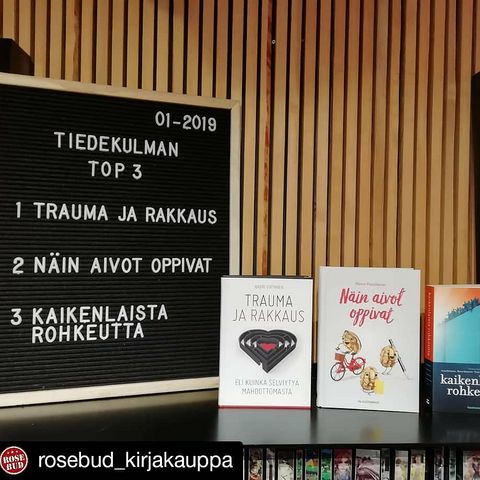 01-2019
TIEDEKULMAN
TOP 3
1 TRAUMA JA RAKKAUS
2 NÄIN AIVOT OPPIVAT
3 KAIKENLAISTA
ROHKEUTTA
TRAUMA
JA RAKKAUS
ELI KUINKA SELVIYTYÄ
MAHDOTTOMASTA
Näin aivot
oppivat
kaiken
rohke
ROSE
BUD
rosebud_kirjakauppa